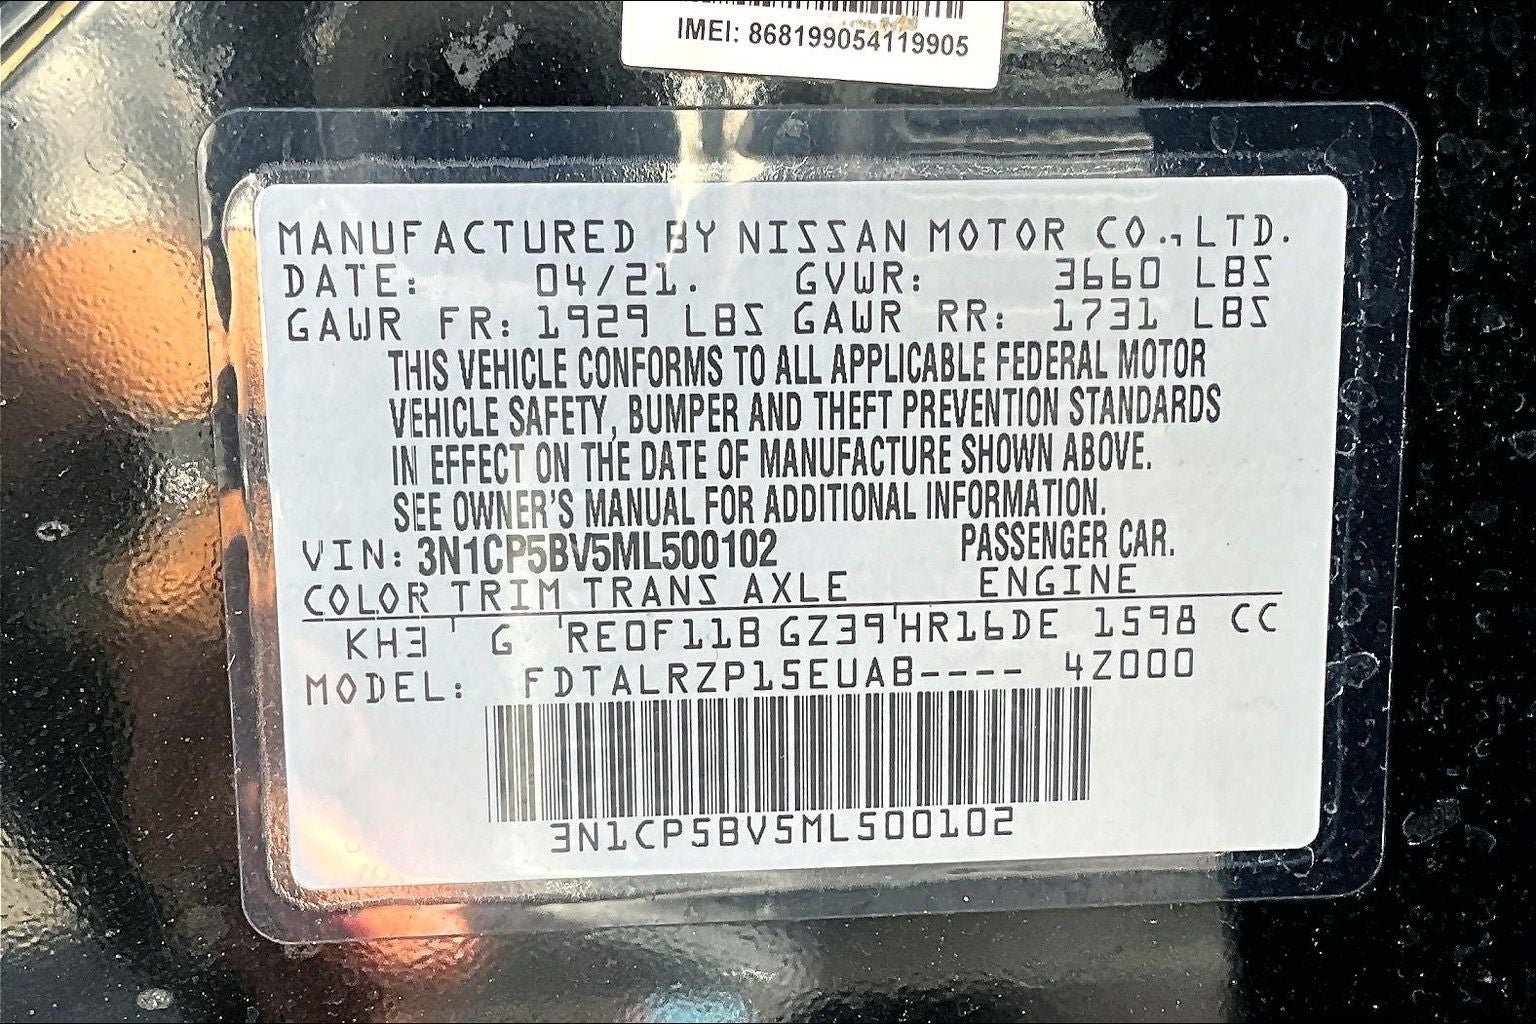 IMEI: 868199054119905
MANUFACTURED BY NISSAN MOTOR CO., LTD.
DATE: 04/21. GVWR: 3660 LBS
GAWR FR: 1929 LBS GAWR RR: 1731 LBS
THIS VEHICLE CONFORMS TO ALL APPLICABLE FEDERAL MOTOR
VEHICLE SAFETY, BUMPER AND THEFT PREVENTION STANDARDS
IN EFFECT ON THE DATE OF MANUFACTURE SHOWN ABOVE.
SEE OWNER'S MANUAL FOR ADDITIONAL INFORMATION.
VIN: 3N1CP5BV5ML500102 PASSENGER CAR.
COLOR TRIM TRANS AXLE ENGINE
KH3 G RE0F11B GZ39 HR16DE 1598 CC
MODEL: FDTALRZP15EUAB---- 4Z000
3N1CP5BV5ML500102